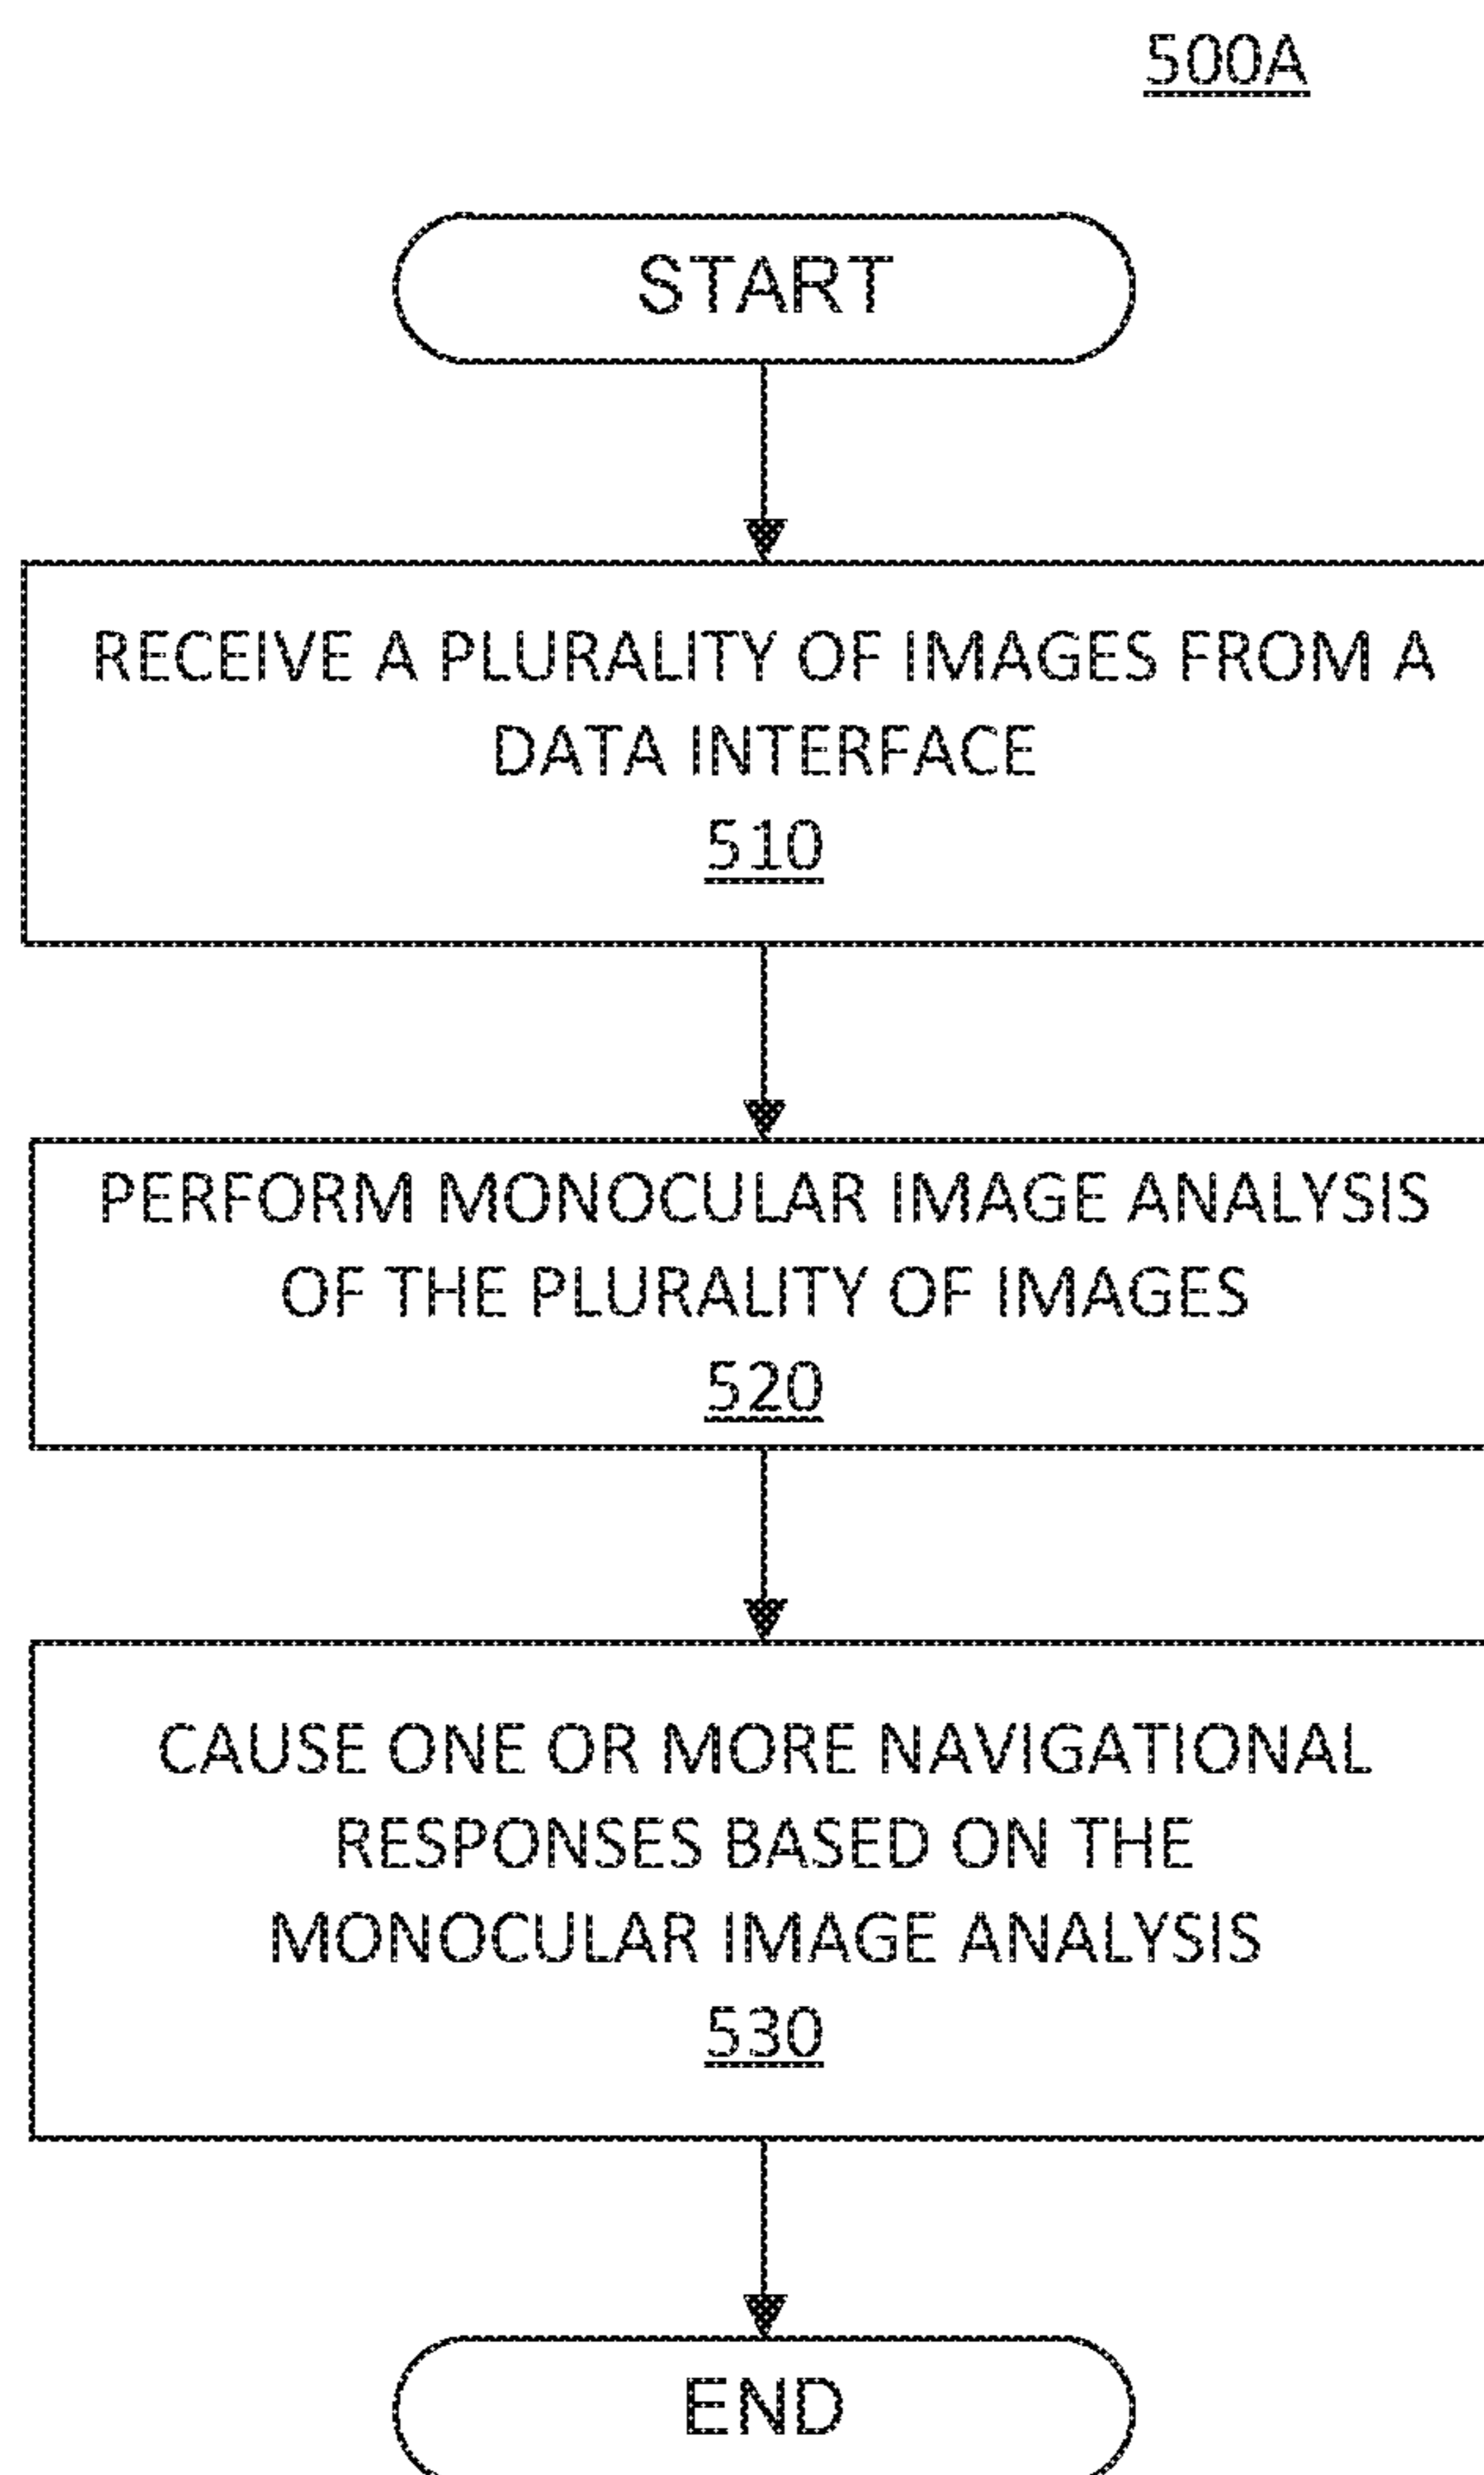 500A
START
RECEIVE A PLURALITY OF IMAGES FROM A
DATA INTERFACE
510
PERFORM MONOCULAR IMAGE ANALYSIS
OF THE PLURALITY OF IMAGES
520
CAUSE ONE OR MORE NAVIGATIONAL
RESPONSES BASED ON THE
MONOCULAR IMAGE ANALYSIS
530
END